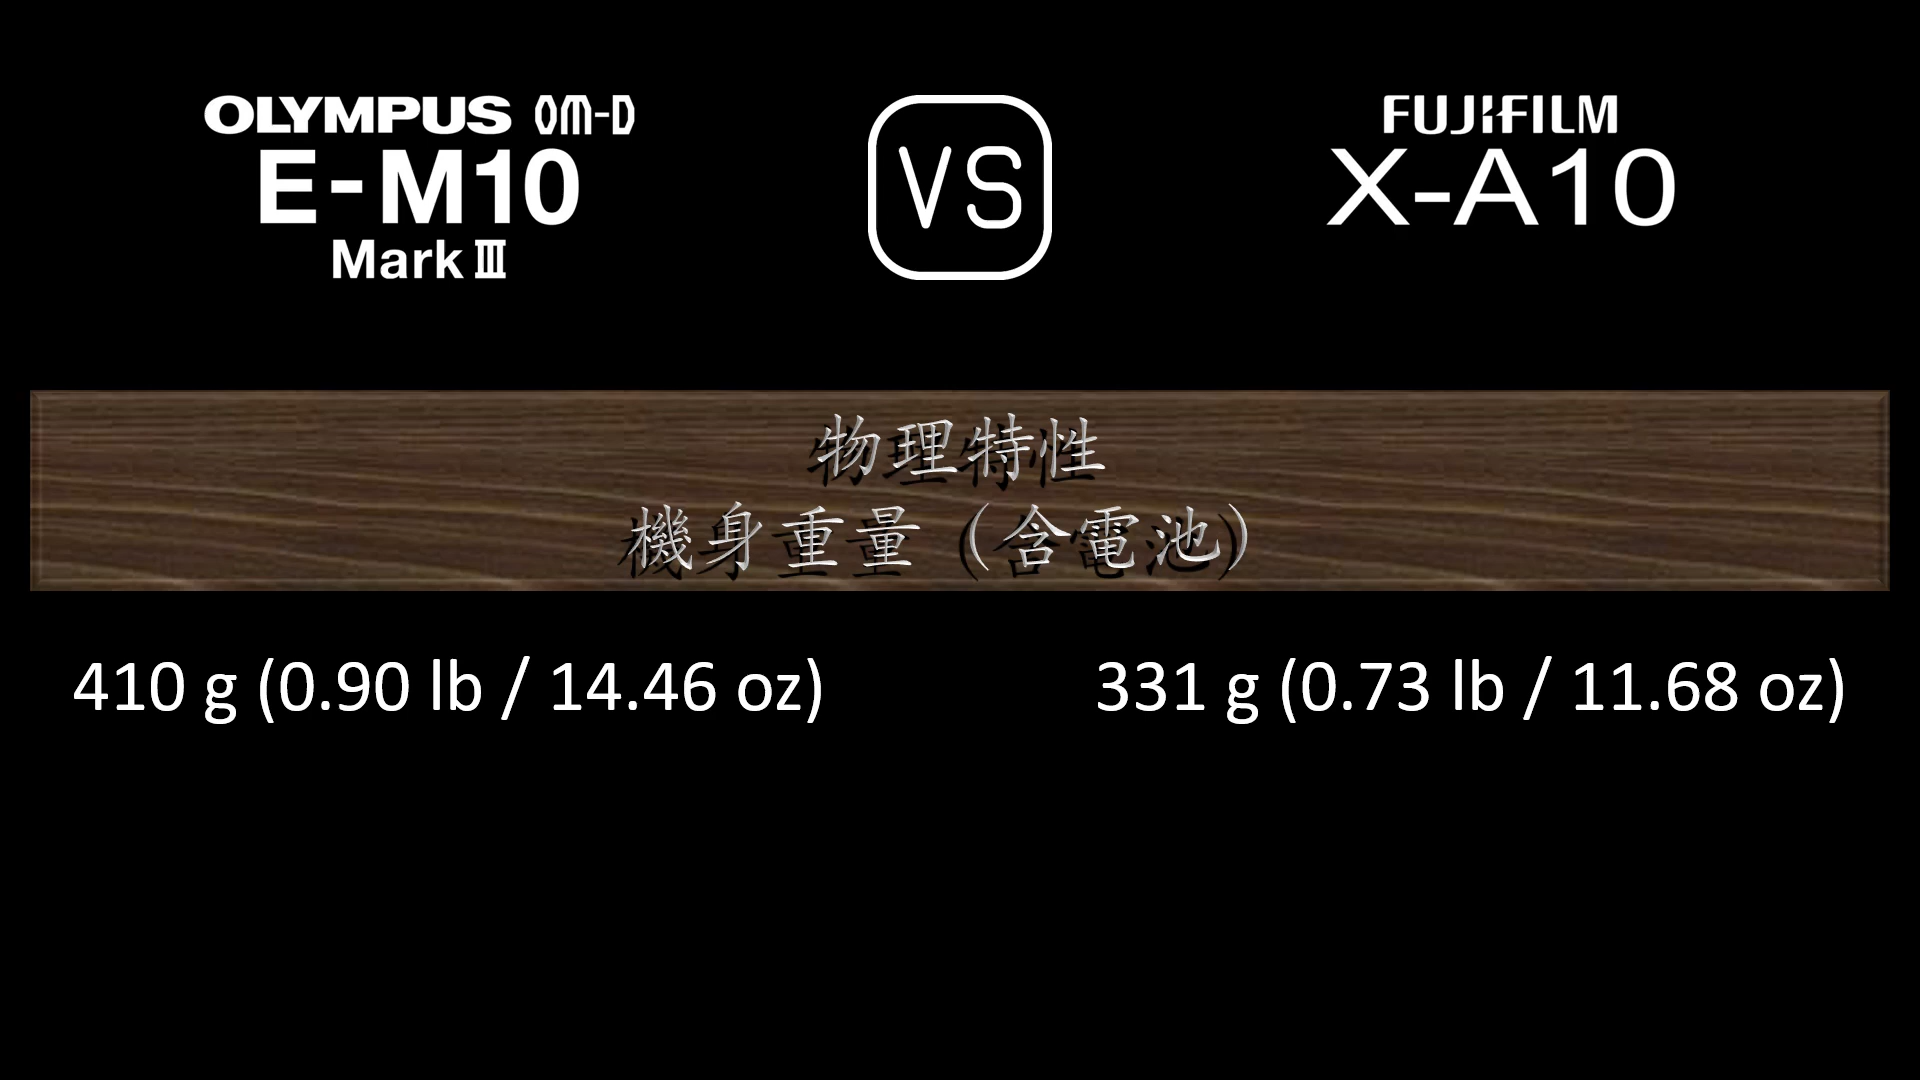 OLYMPUS OM-D
E-M10
Mark III
VS
FUJIFILM
X-A10
物理特性
機身重量（含電池）
410 g (0.90 lb / 14.46 oz)
331 g (0.73 lb / 11.68 oz)